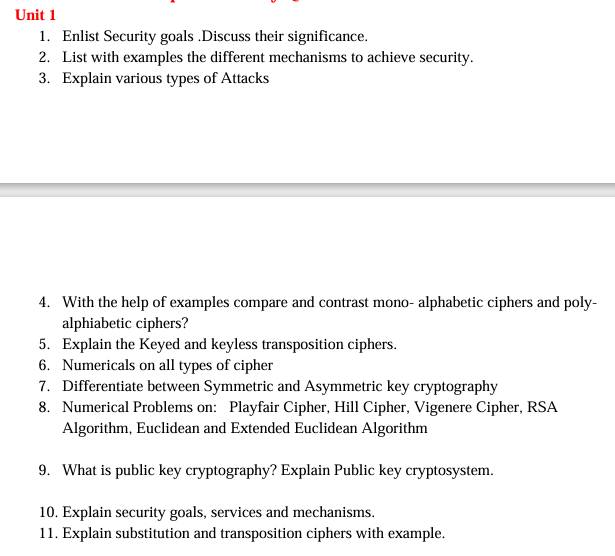 Unit 1
1. Enlist Security goals .Discuss their significance.
2. List with examples the different mechanisms to achieve security.
3. Explain various types of Attacks
4. With the help of examples compare and contrast mono- alphabetic ciphers and poly-
alphiabetic ciphers?
5. Explain the Keyed and keyless transposition ciphers.
6. Numericals on all types of cipher
7. Differentiate between Symmetric and Asymmetric key cryptography
8. Numerical Problems on: Playfair Cipher, Hill Cipher, Vigenere Cipher, RSA
Algorithm, Euclidean and Extended Euclidean Algorithm
9. What is public key cryptography? Explain Public key cryptosystem.
10. Explain security goals, services and mechanisms.
11. Explain substitution and transposition ciphers with example.